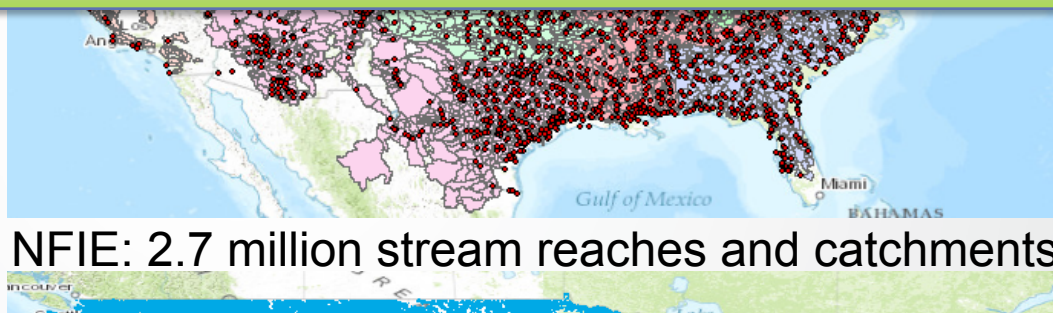 Gulf of Mexico
Miami
BAHAMAS
NFIE: 2.7 million stream reaches and catchments